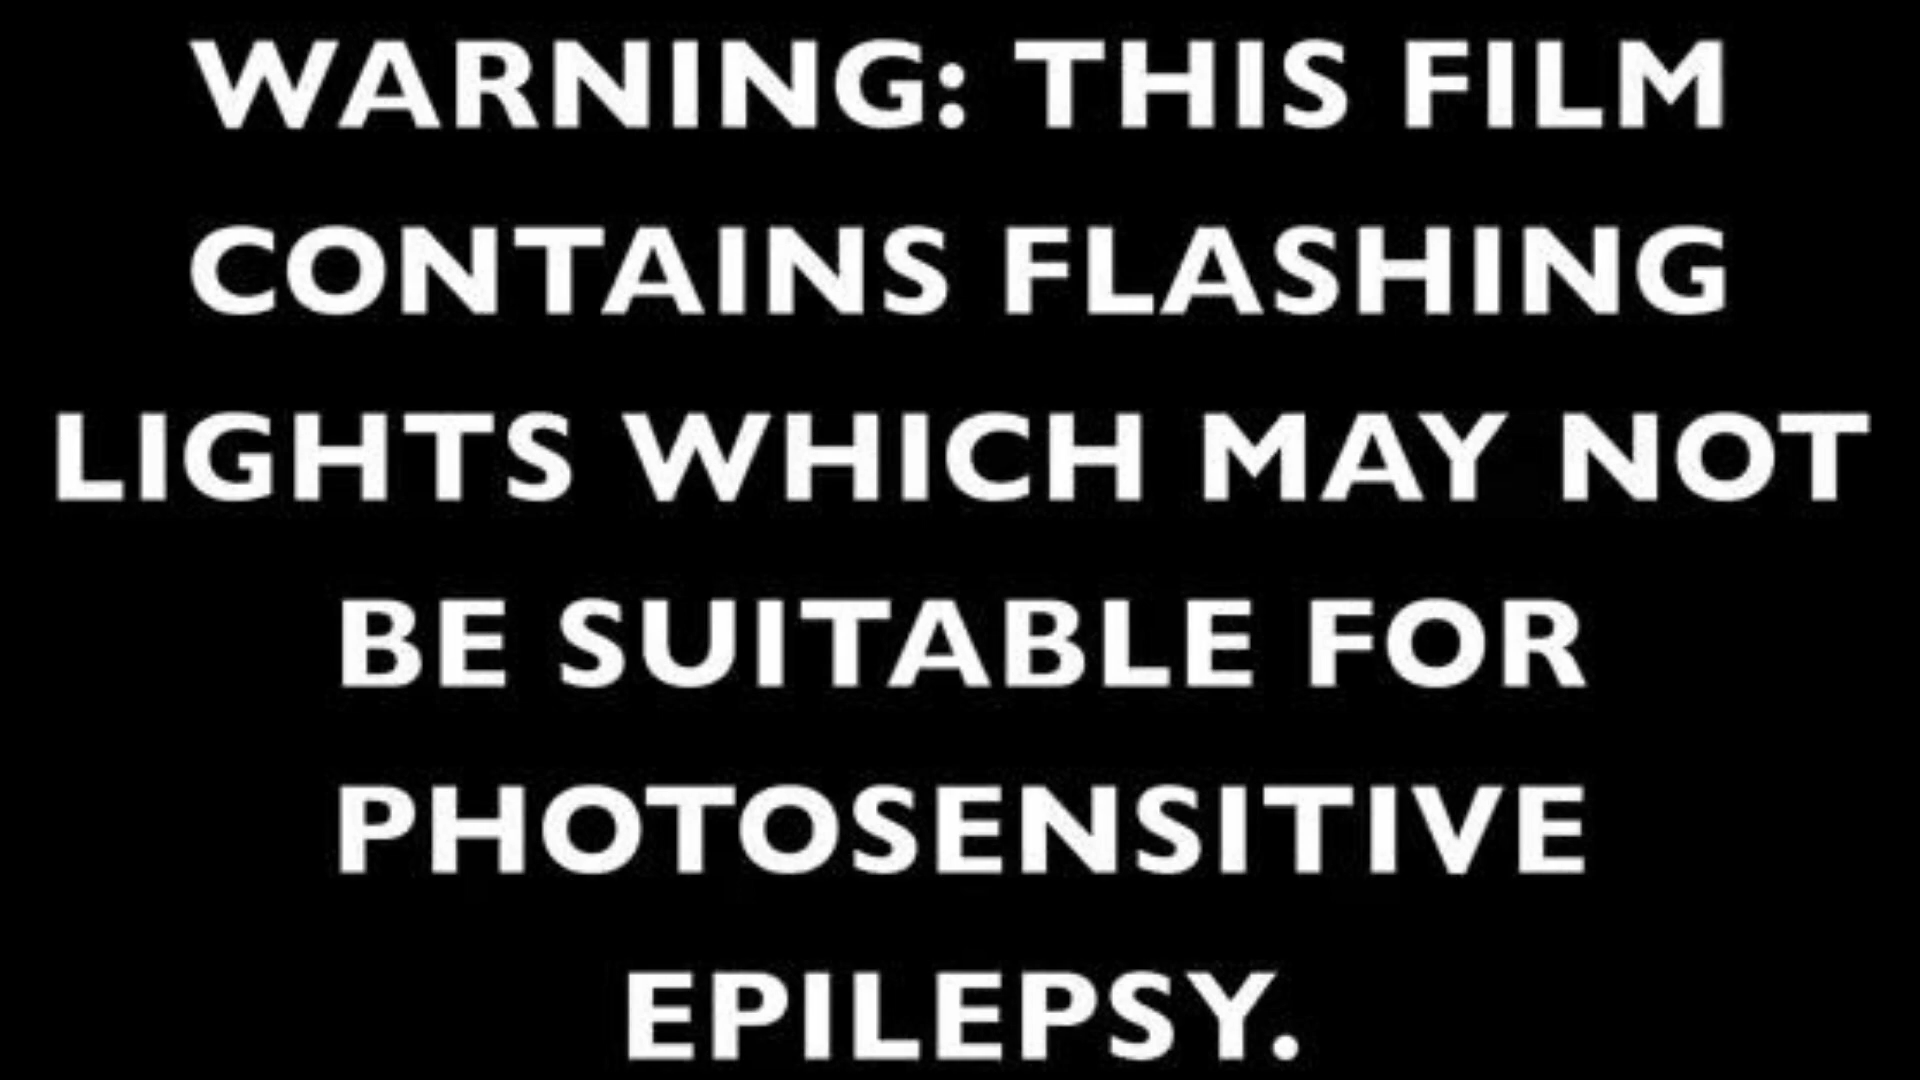 WARNING: THIS FILM
CONTAINS FLASHING
LIGHTS WHICH MAY NOT
BE SUITABLE FOR
PHOTOSENSITIVE
EPILEPSY.